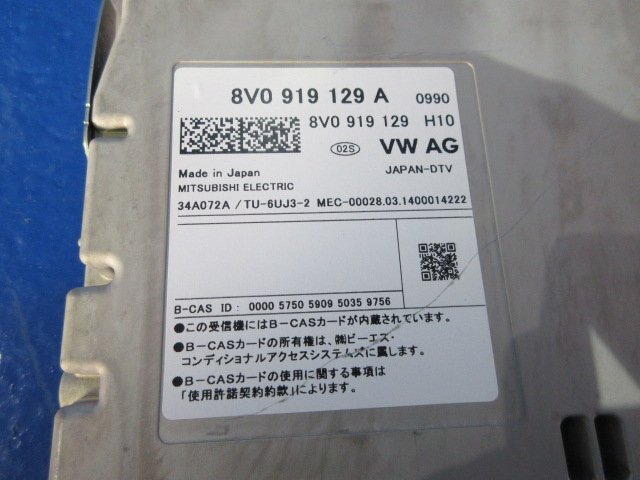 8V0 919 129 A 0990
8V0 919 129 H10
02S VW AG
Made in Japan JAPAN-DTV
MITSUBISHI ELECTRIC
34A072A / TU-6UJ3-2 MEC-00028.03.1400014222
B-CAS ID: 0000 5750 5909 5035 9756
●この受信機にはB-CASカードが内蔵されています。
●B-CASカードの所有権は、㈱ビーエス・
コンディショナルアクセスシステムズに属します。
●B-CASカードの使用に関する事項は
「使用許諾契約約款」によります。